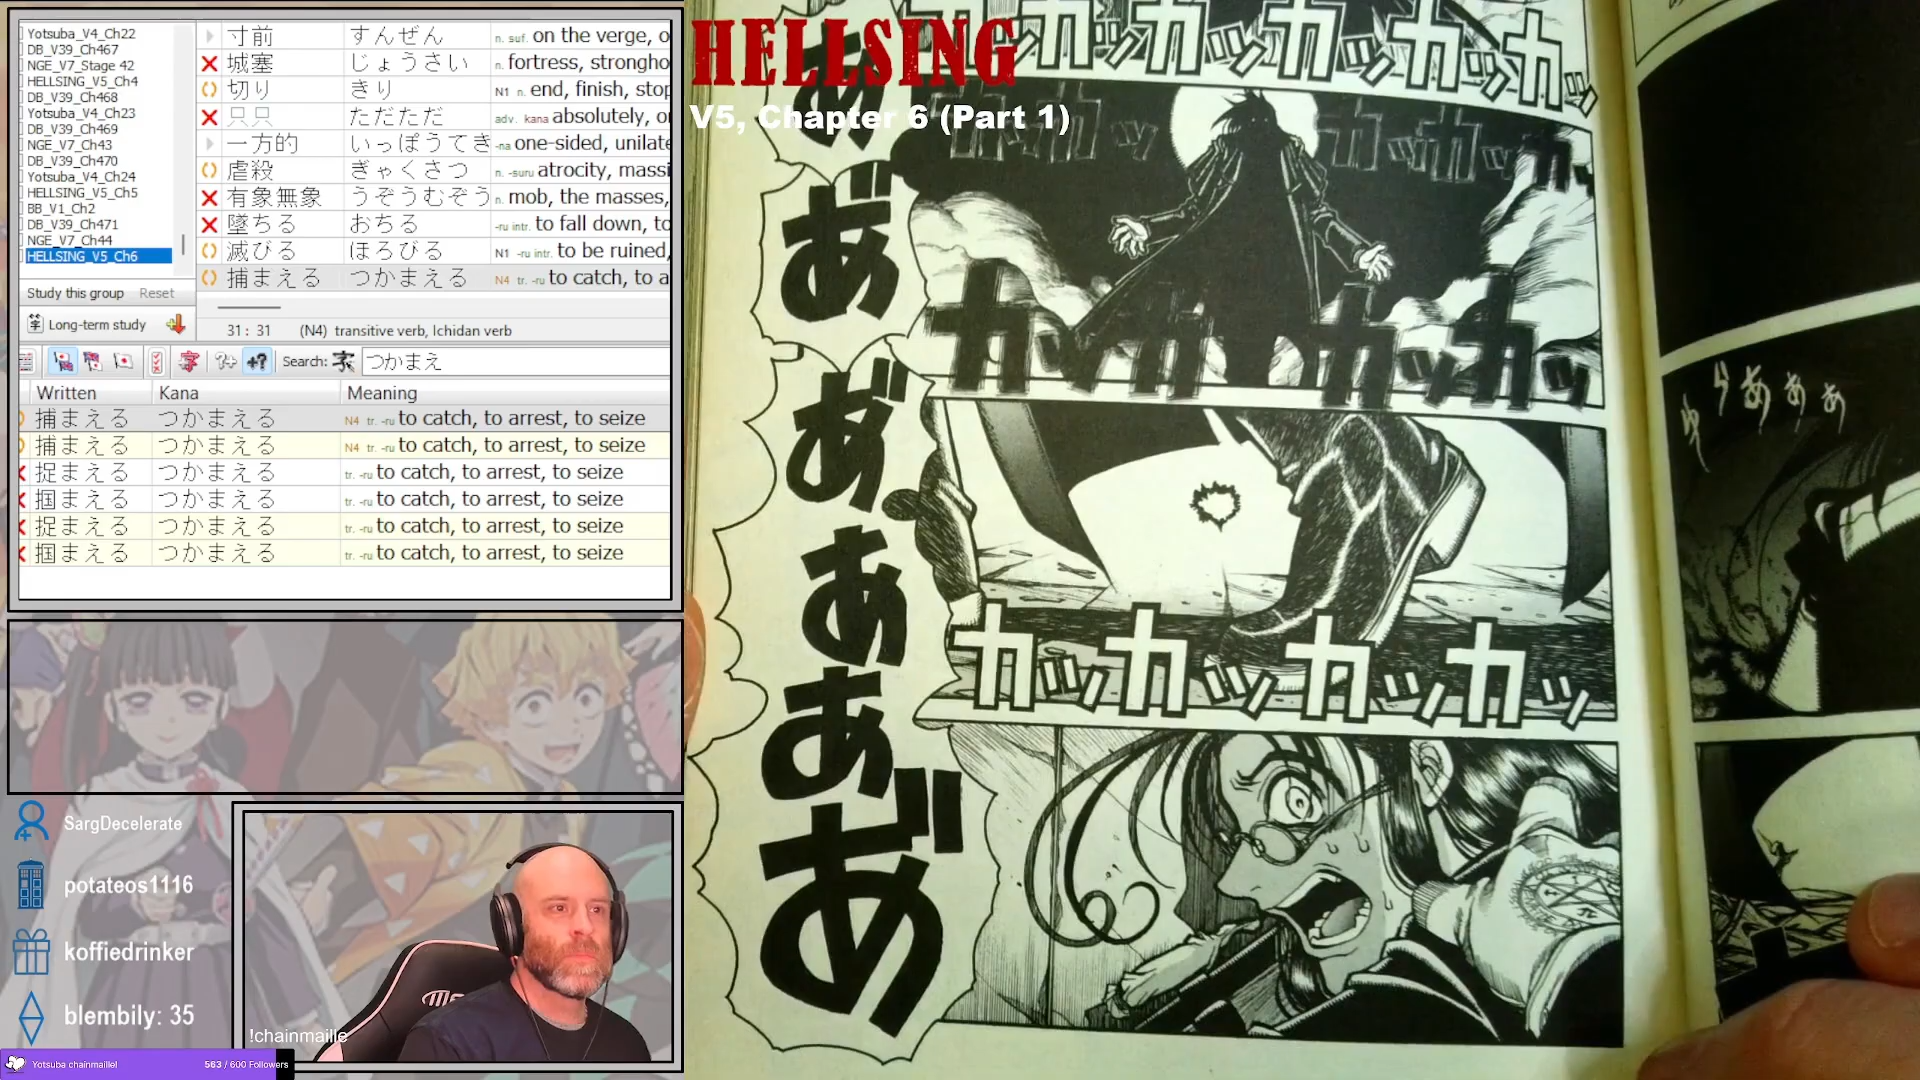 Yotsuba_V4_Ch22
DB_V39_Ch467
NGE_V7_Stage 42
HELLSING_V5_Ch4
DB_V39_Ch468
Yotsuba_V4_Ch23
DB_V39_Ch469
NGE_V7_Ch43
DB_V39_Ch470
Yotsuba_V4_Ch24
HELLSING_V5_Ch5
BB_V1_Ch2
DB_V39_Ch471
NGE_V7_Ch44
HELLSING_V5_Ch6
Study this group Reset
Long-term study
寸前 すんぜん n. suf. on the verge, o
城塞 じょうさい n. fortress, strongho
切り きり N1 n. end, finish, stop
只只 ただただ adv. kana absolutely, o
一方的 いっぽうてき -na one-sided, unilate
虐殺 ぎゃくさつ n. -suru atrocity, massi
有象無象 うぞうむぞう n. mob, the masses,
墜ちる おちる -ru intr. to fall down, to
滅びる ほろびる N1 -ru intr. to be ruined,
捕まえる つかまえる N4 tr. -ru to catch, to a
31: 31 (N4) transitive verb, Ichidan verb
Search: つかまえ
Written Kana Meaning
捕まえる つかまえる N4 tr. -ru to catch, to arrest, to seize
捕まえる つかまえる N4 tr. -ru to catch, to arrest, to seize
捉まえる つかまえる tr. -ru to catch, to arrest, to seize
掴まえる つかまえる tr. -ru to catch, to arrest, to seize
捉まえる つかまえる tr. -ru to catch, to arrest, to seize
掴まえる つかまえる tr. -ru to catch, to arrest, to seize
SargDecelerate
potateos1116
koffiedrinker
blembily: 35
Yotsuba chainmaille!
563 / 600 Followers
!chainmaille
HELLSING
V5, Chapter 6 (Part 1)
カッカッカッカッカッカッ
カッカッカッカッ
カッカッカッカッ
あ゛
あ゛
あ
あ
あ゛